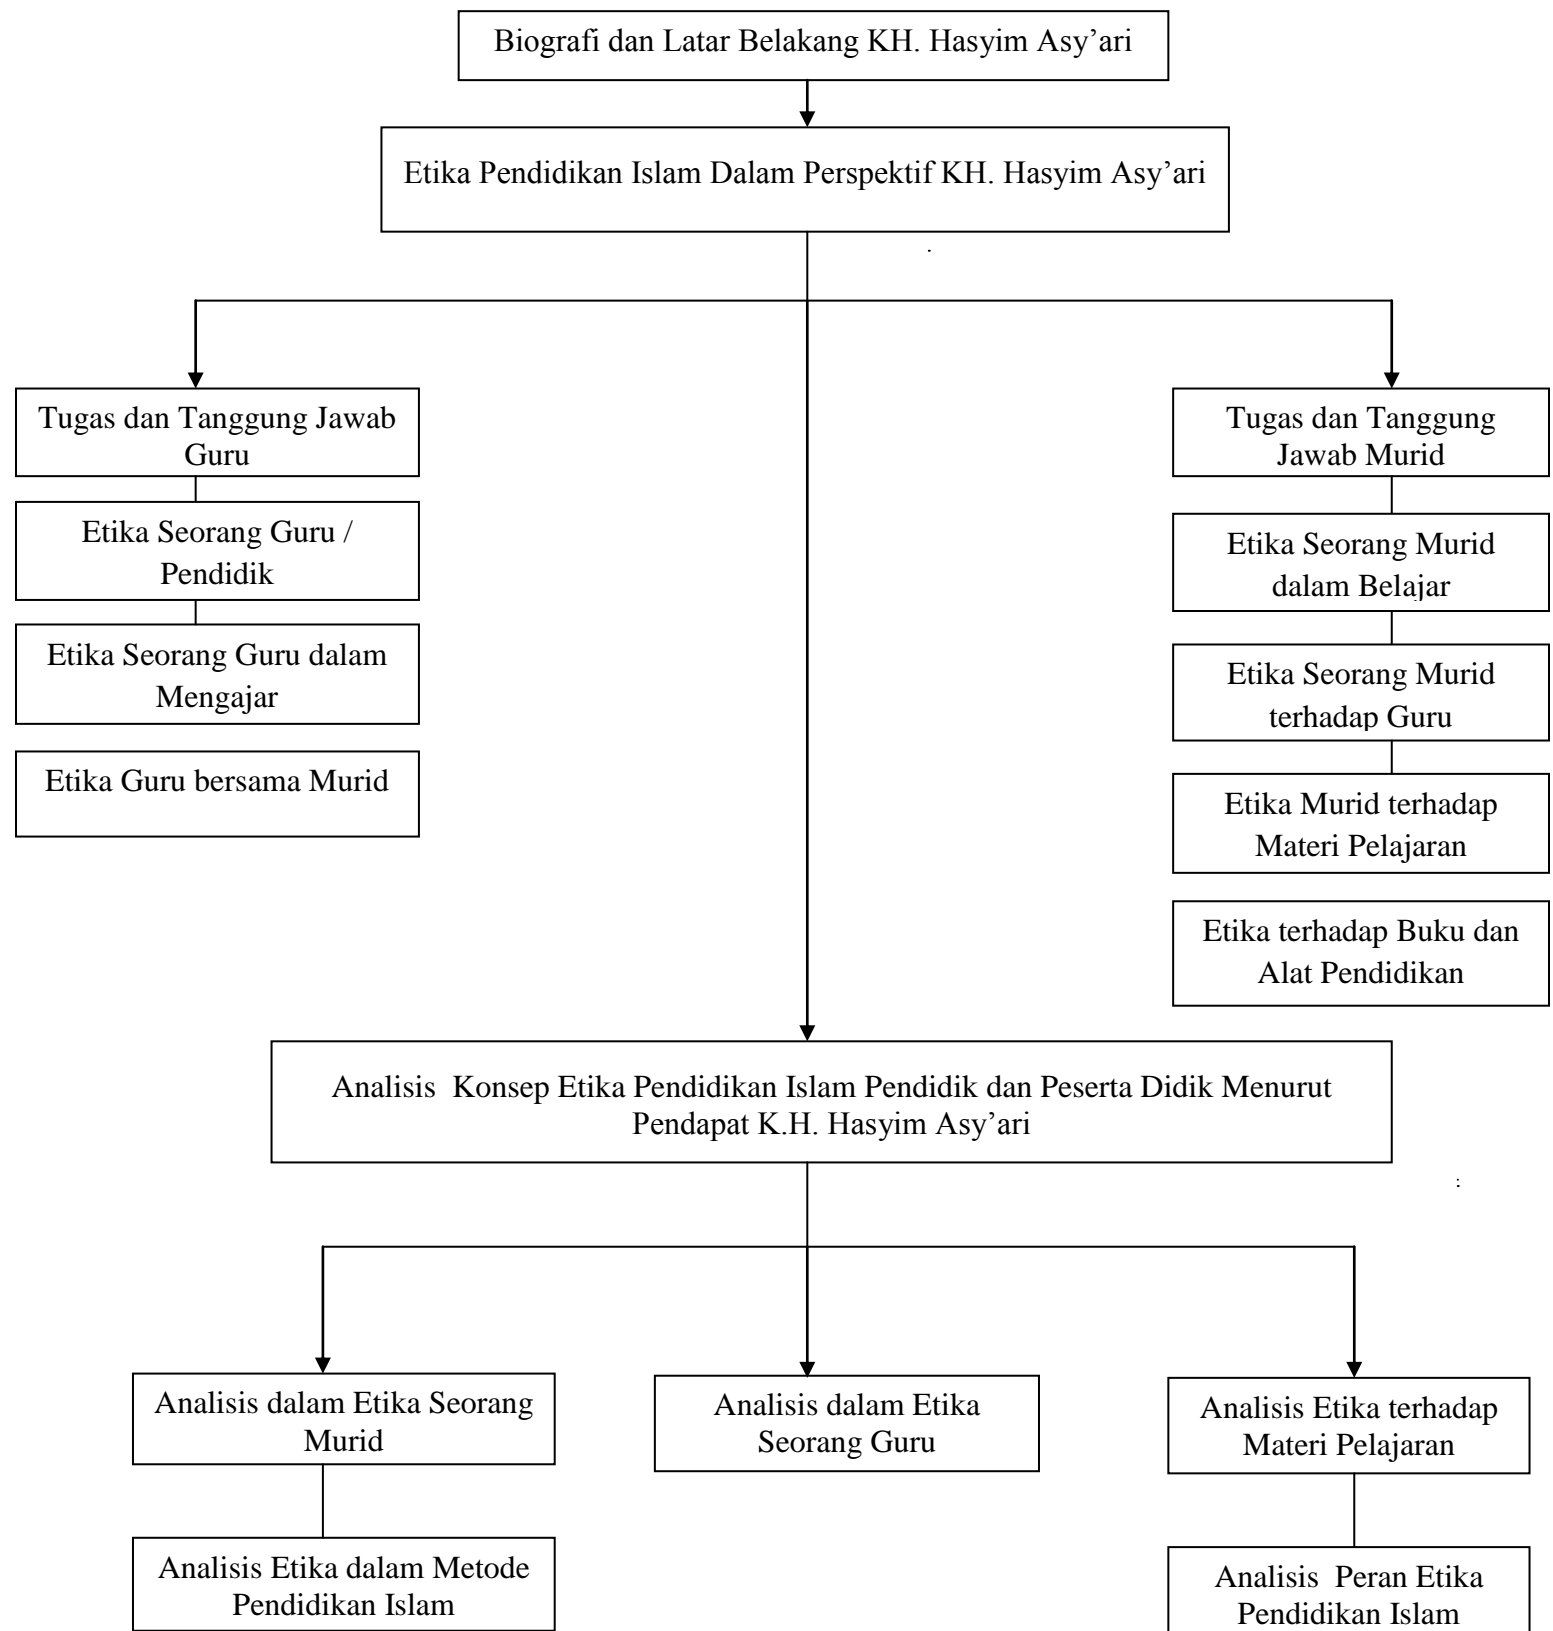 Biografi dan Latar Belakang KH. Hasyim Asy’ari
Etika Pendidikan Islam Dalam Perspektif KH. Hasyim Asy’ari
Tugas dan Tanggung Jawab
Guru
Etika Seorang Guru /
Pendidik
Etika Seorang Guru dalam
Mengajar
Etika Guru bersama Murid
Tugas dan Tanggung
Jawab Murid
Etika Seorang Murid
dalam Belajar
Etika Seorang Murid
terhadap Guru
Etika Murid terhadap
Materi Pelajaran
Etika terhadap Buku dan
Alat Pendidikan
Analisis  Konsep Etika Pendidikan Islam Pendidik dan Peserta Didik Menurut
Pendapat K.H. Hasyim Asy’ari
Analisis dalam Etika Seorang
Murid
Analisis Etika dalam Metode
Pendidikan Islam
Analisis dalam Etika
Seorang Guru
Analisis Etika terhadap
Materi Pelajaran
Analisis  Peran Etika
Pendidikan Islam